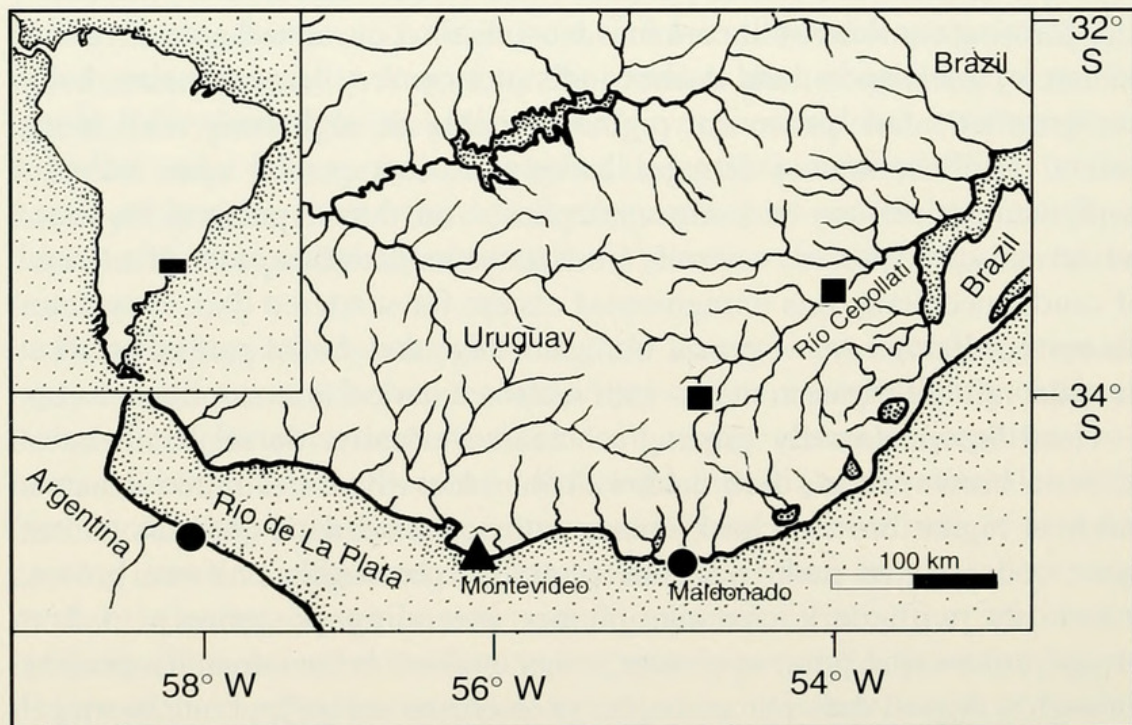 32°
S
Brazil
Brazil
Río Cebollati
Uruguay
34°
S
Argentina
Río de La Plata
100 km
Montevideo
Maldonado
58° W
56° W
54° W